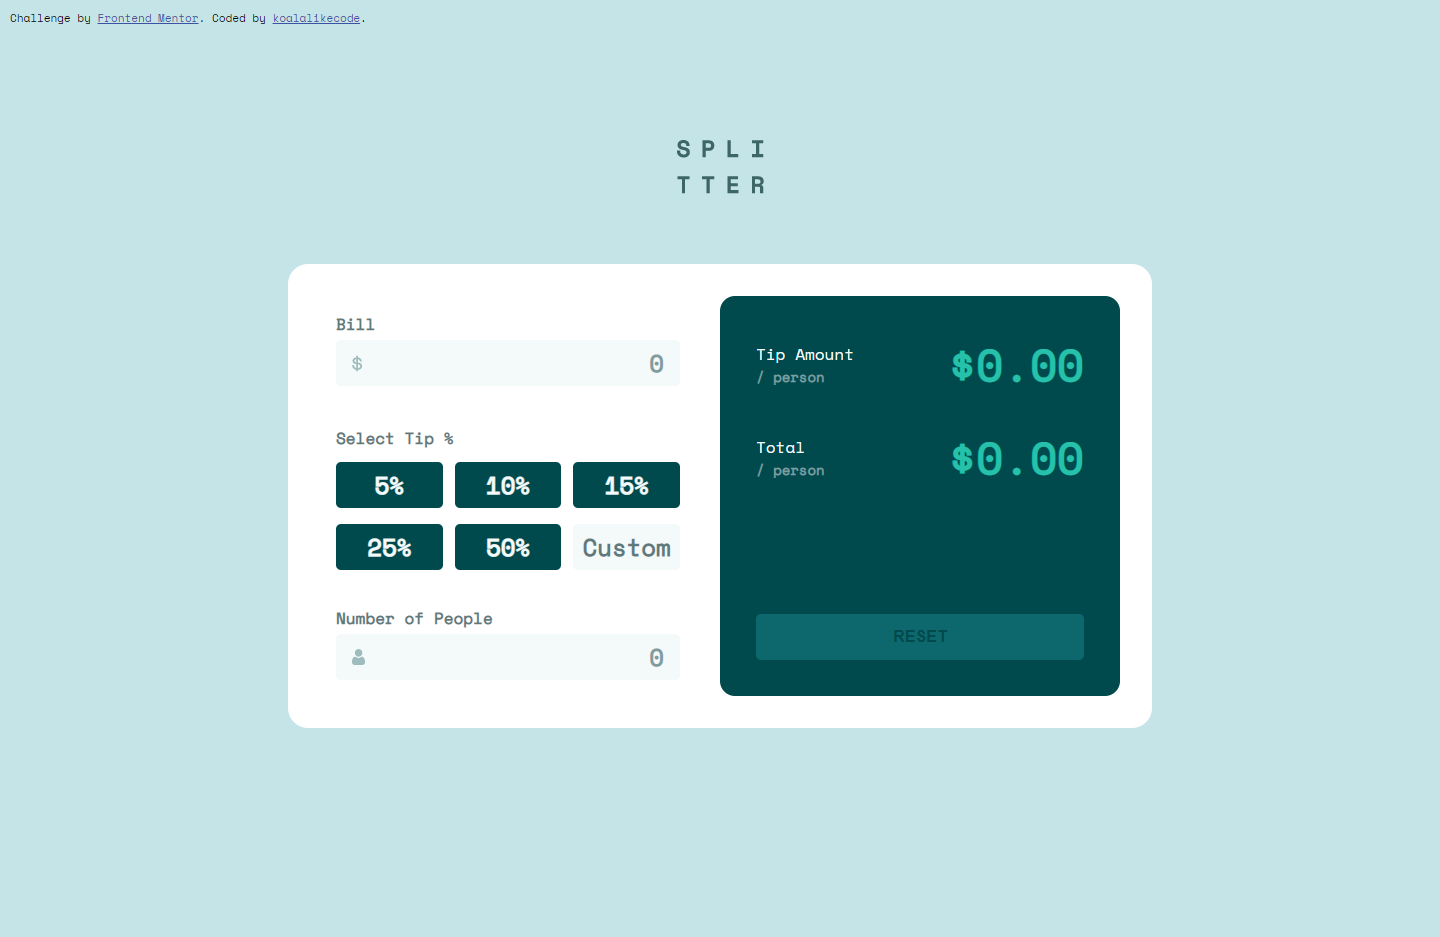 Challenge by Frontend Mentor. Coded by koalalikecode.
SPLI
TTER
Bill
$ 0
Select Tip %
5% 10% 15%
25% 50% Custom
Number of People
0
Tip Amount
/ person
$0.00
Total
/ person
$0.00
RESET